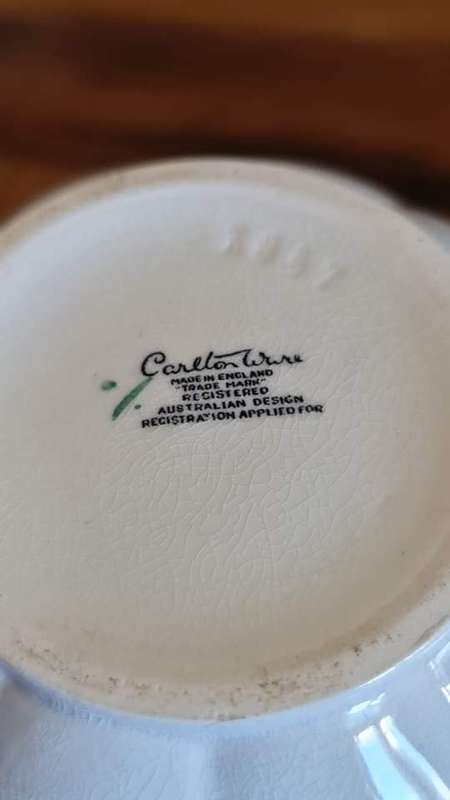 Carlton Ware
MADE IN ENGLAND
"TRADE MARK"
REGISTERED
AUSTRALIAN DESIGN
REGISTRATION APPLIED FOR